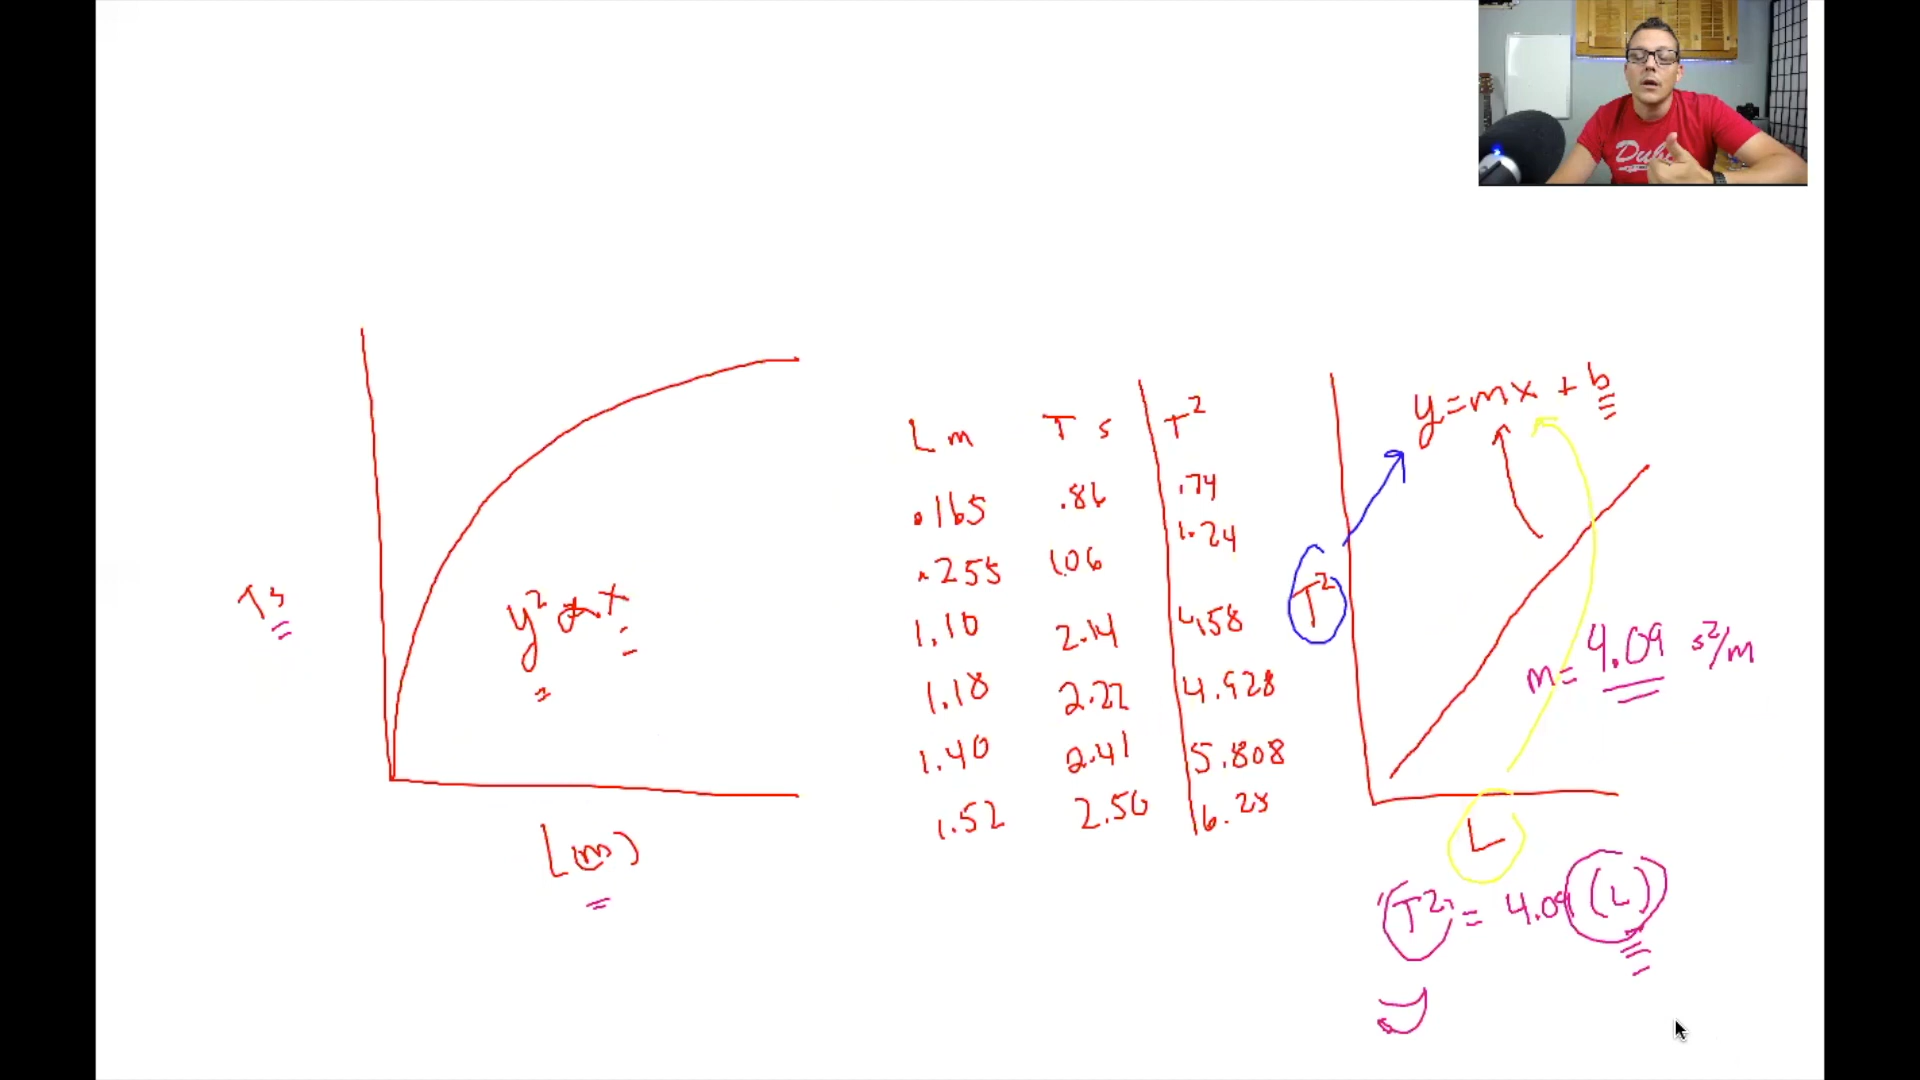 T s
y² ∝ x
L(m)
L m T s T²
.165 .86 .74
.255 1.06 1.24
1.10 2.14 4.58
1.18 2.22 4.928
1.40 2.41 5.808
1.52 2.50 6.25
y=mx + b
T²
m= 4.09 s²/m
L
T² = 4.09 (L)